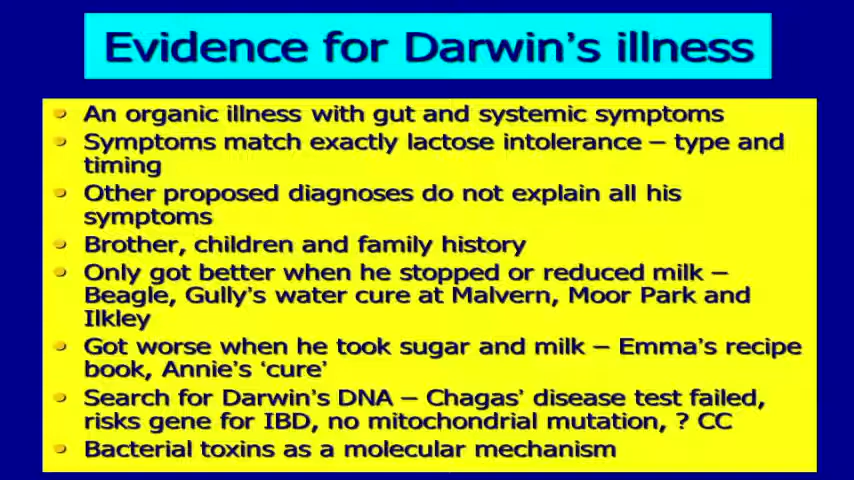 Evidence for Darwin's illness
An organic illness with gut and systemic symptoms
Symptoms match exactly lactose intolerance – type and
timing
Other proposed diagnoses do not explain all his
symptoms
Brother, children and family history
Only got better when he stopped or reduced milk –
Beagle, Gully's water cure at Malvern, Moor Park and
Ilkley
Got worse when he took sugar and milk – Emma's recipe
book, Annie's 'cure'
Search for Darwin's DNA – Chagas' disease test failed,
risks gene for IBD, no mitochondrial mutation, ? CC
Bacterial toxins as a molecular mechanism